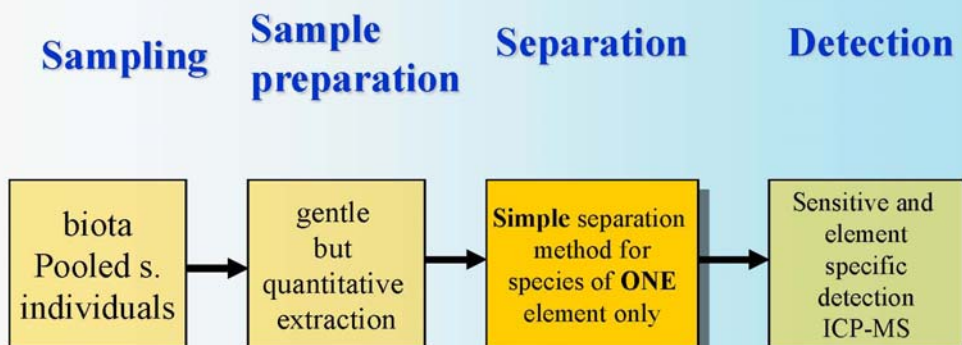 Sampling
Sample
preparation
Separation
Detection
biota
Pooled s.
individuals
gentle
but
quantitative
extraction
Simple separation
method for
species of ONE
element only
Sensitive and
element
specific
detection
ICP-MS